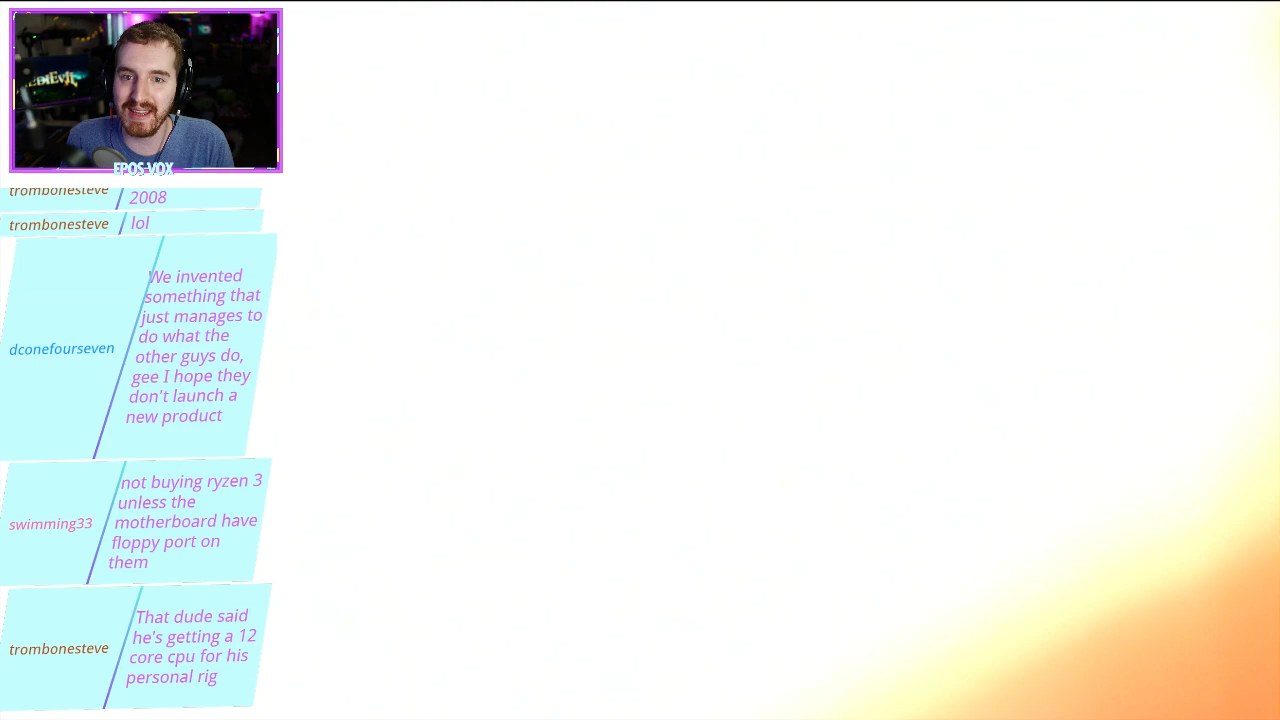 EPOS VOX
trombonesteve
2008
trombonesteve
lol
dconefourseven
We invented
something that
just manages to
do what the
other guys do,
gee I hope they
don't launch a
new product
swimming33
not buying ryzen 3
unless the
motherboard have
floppy port on
them
trombonesteve
That dude said
he's getting a 12
core cpu for his
personal rig